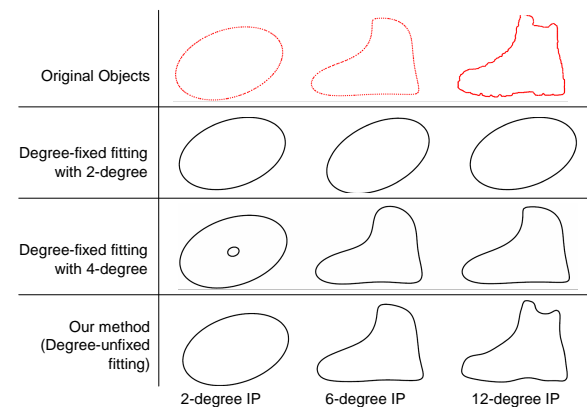 Original Objects
Degree-fixed fitting
with 2-degree
Degree-fixed fitting
with 4-degree
Our method
(Degree-unfixed
fitting)
2-degree IP 6-degree IP 12-degree IP